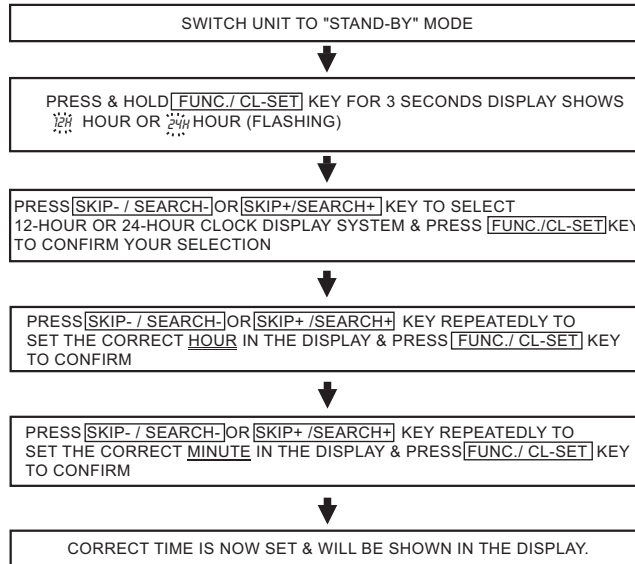 SWITCH UNIT TO "STAND-BY" MODE
PRESS & HOLD FUNC./ CL-SET KEY FOR 3 SECONDS DISPLAY SHOWS
12H HOUR OR 24H HOUR (FLASHING)
PRESS SKIP- / SEARCH- OR SKIP+/SEARCH+ KEY TO SELECT
12-HOUR OR 24-HOUR CLOCK DISPLAY SYSTEM & PRESS FUNC./CL-SET KEY
TO CONFIRM YOUR SELECTION
PRESS SKIP- / SEARCH- OR SKIP+ /SEARCH+ KEY REPEATEDLY TO
SET THE CORRECT HOUR IN THE DISPLAY & PRESS FUNC./ CL-SET KEY
TO CONFIRM
PRESS SKIP- / SEARCH- OR SKIP+ /SEARCH+ KEY REPEATEDLY TO
SET THE CORRECT MINUTE IN THE DISPLAY & PRESS FUNC./ CL-SET KEY
TO CONFIRM
CORRECT TIME IS NOW SET & WILL BE SHOWN IN THE DISPLAY.